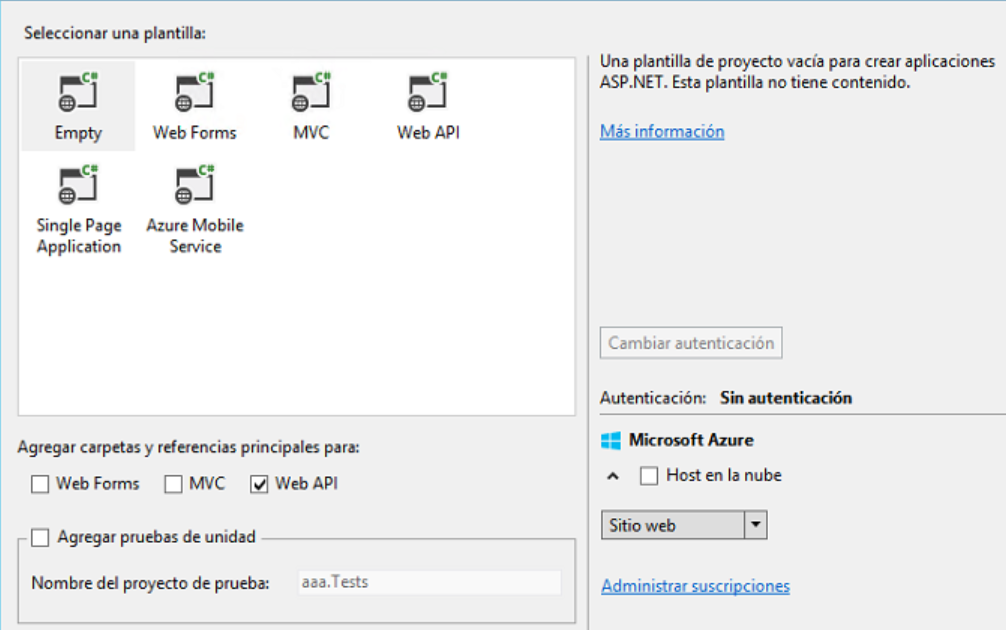 Seleccionar una plantilla:
C# C# C# C#
Empty Web Forms MVC Web API
C# C#
Single Page Azure Mobile
Application Service
Agregar carpetas y referencias principales para:
Web Forms MVC Web API
Agregar pruebas de unidad
Nombre del proyecto de prueba: aaa.Tests
Una plantilla de proyecto vacía para crear aplicaciones
ASP.NET. Esta plantilla no tiene contenido.
Más información
Cambiar autenticación
Autenticación: Sin autenticación
Microsoft Azure
Host en la nube
Sitio web
Administrar suscripciones